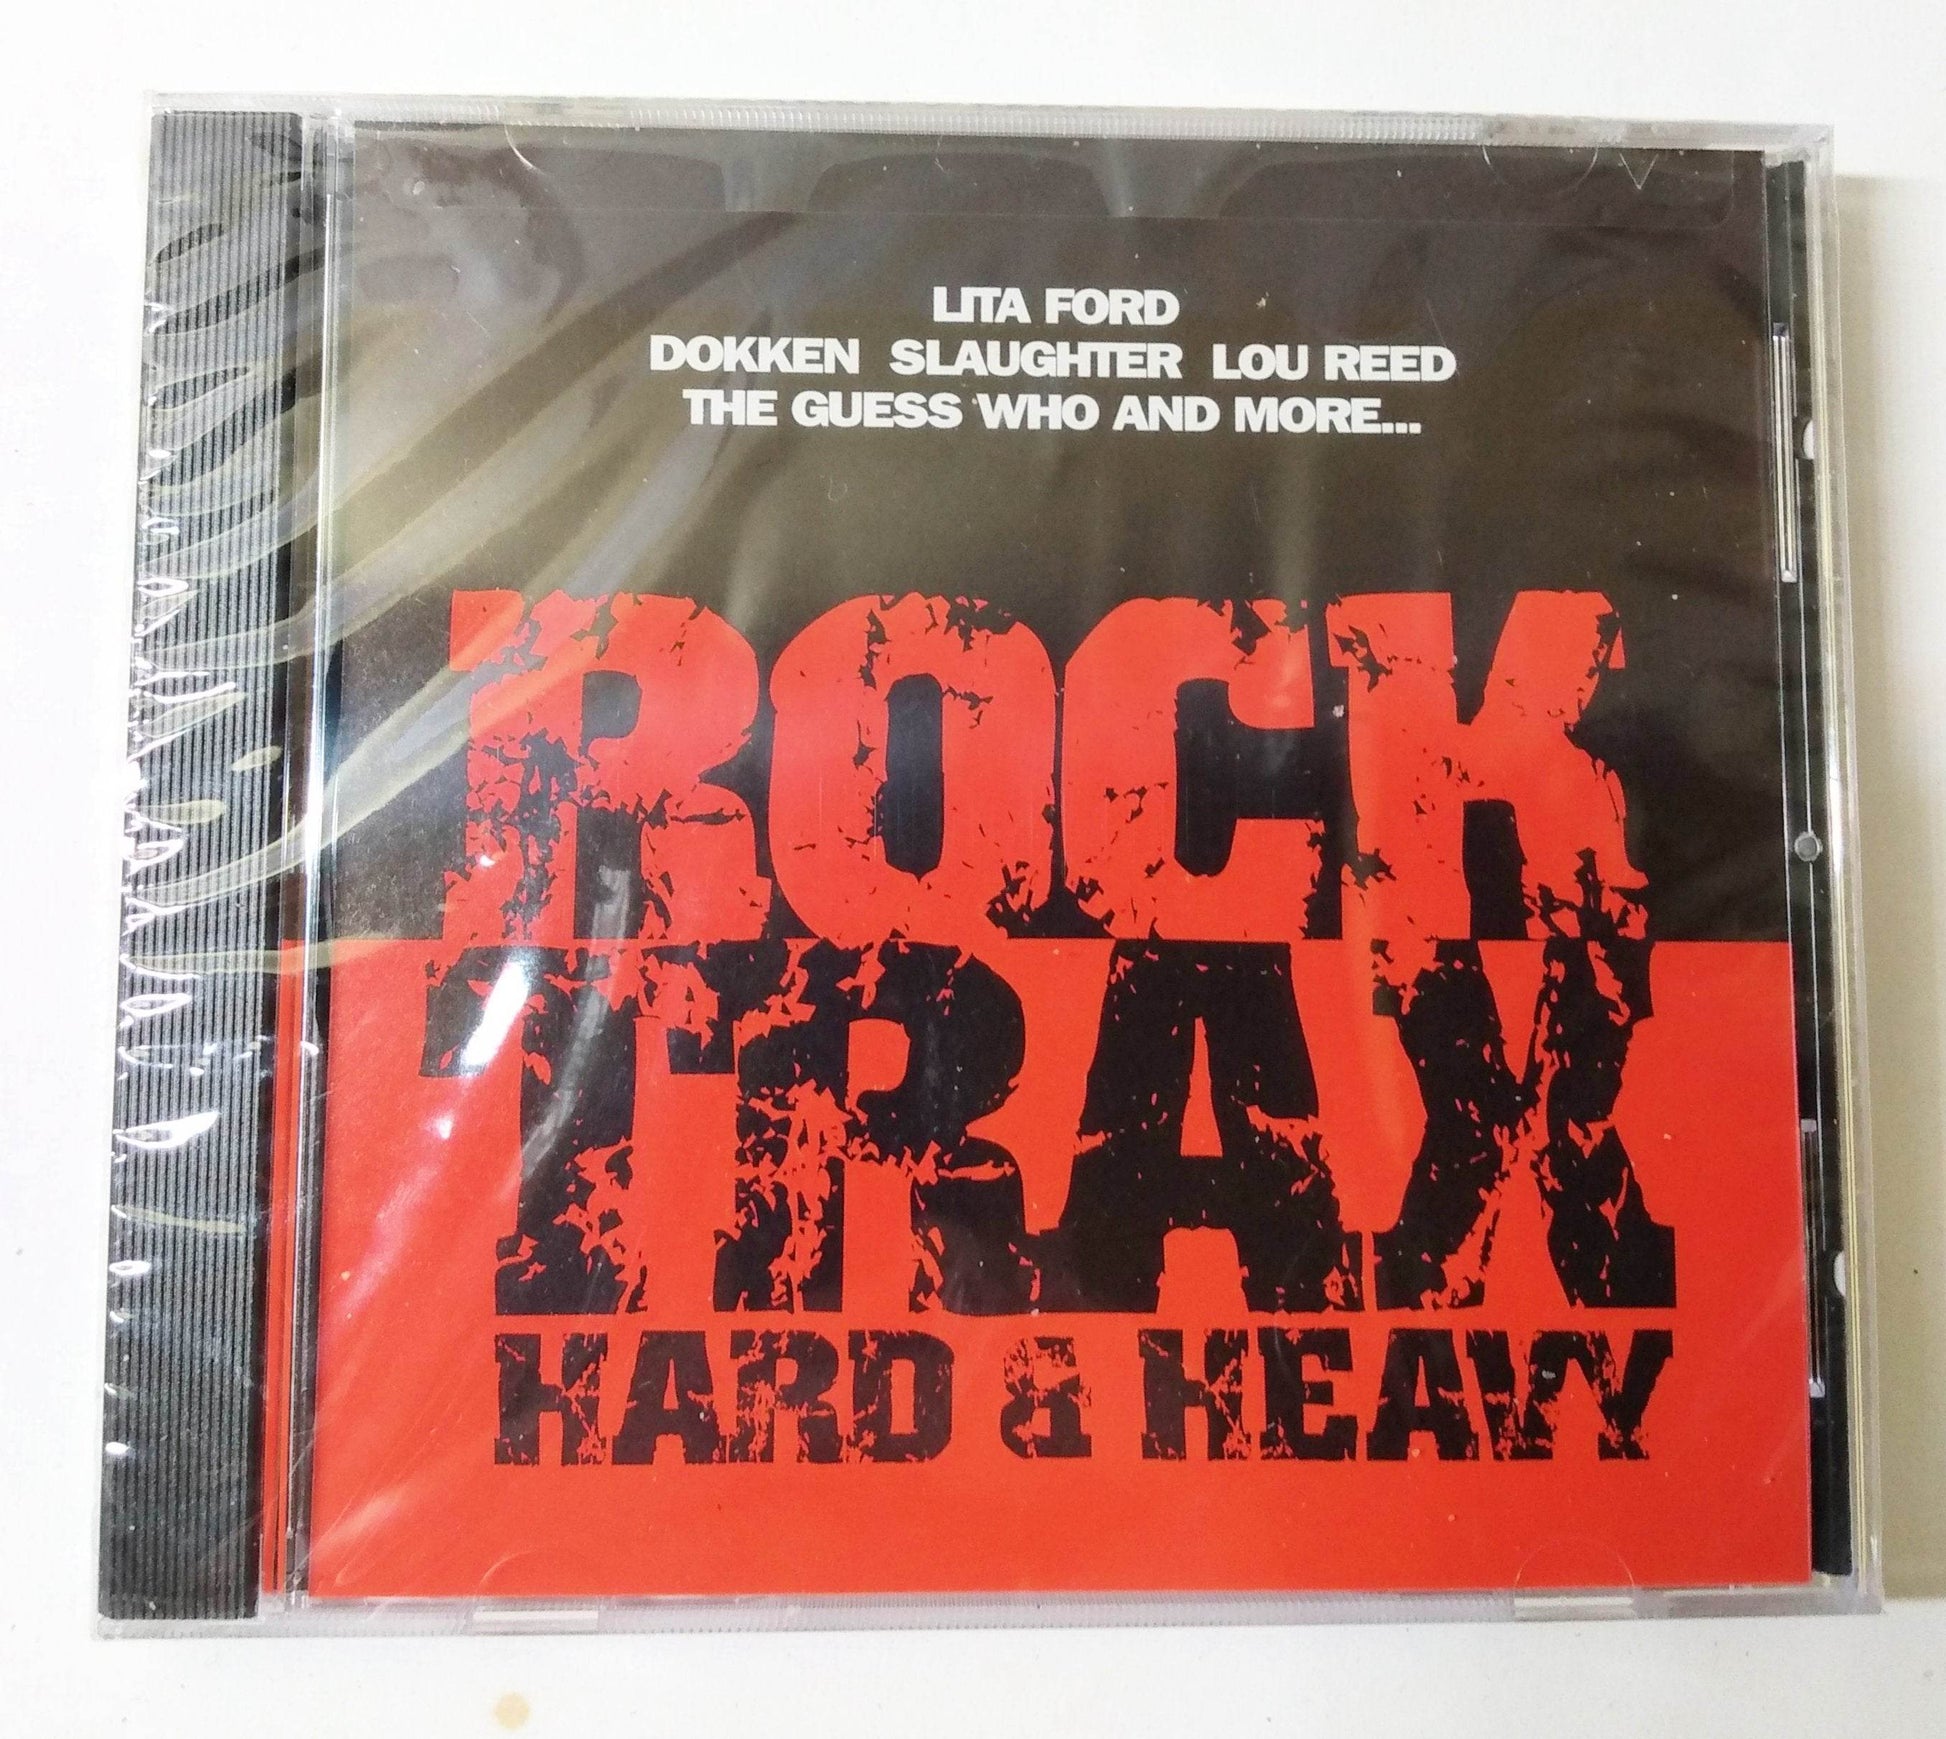 LITA FORD
DOKKEN SLAUGHTER LOU REED
THE GUESS WHO AND MORE...
ROCK
TRAX
HARD & HEAVY